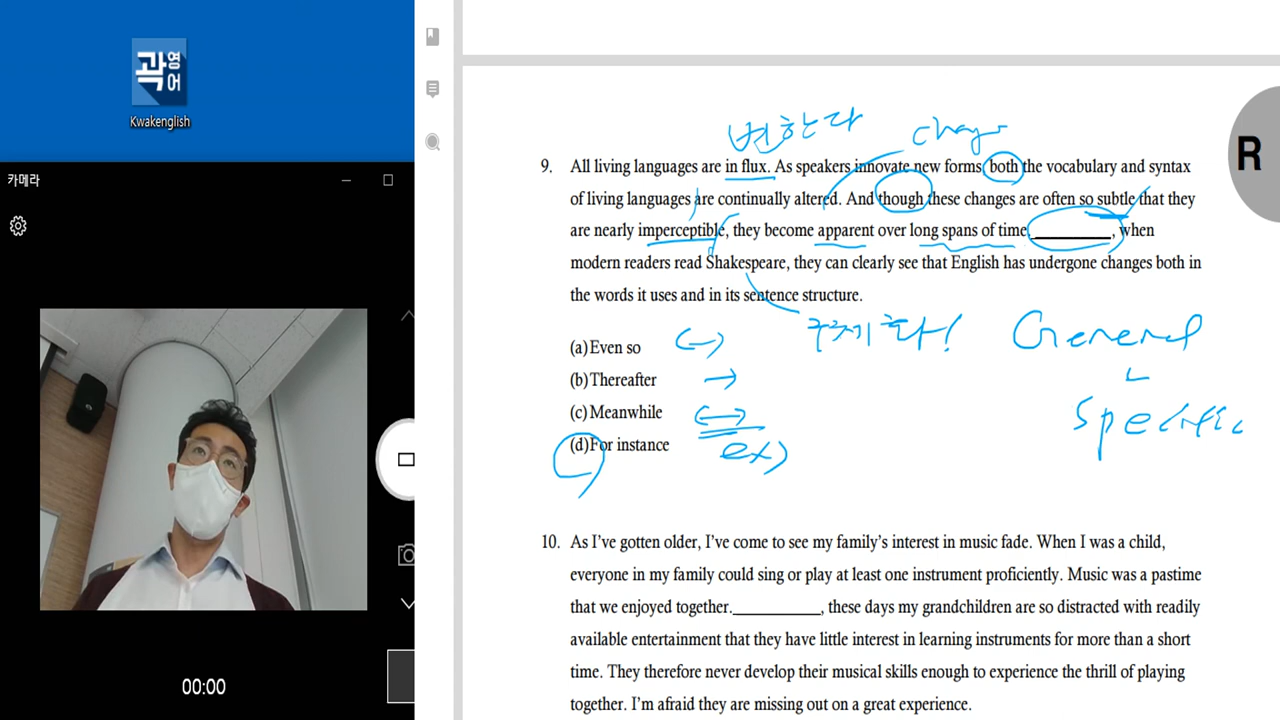 곽영어
Kwakenglish
카메라
00:00
R
변한다
9. All living languages are in flux. As speakers innovate new forms both the vocabulary and syntax
of living languages are continually altered. And though these changes are often so subtle that they
are nearly imperceptible, they become apparent over long spans of time.__________, when
modern readers read Shakespeare, they can clearly see that English has undergone changes both in
the words it uses and in its sentence structure.
General
Specific
(a) Even so
(b) Thereafter
(c) Meanwhile
(d) For instance
ex)
10. As I've gotten older, I've come to see my family's interest in music fade. When I was a child,
everyone in my family could sing or play at least one instrument proficiently. Music was a pastime
that we enjoyed together.___________, these days my grandchildren are so distracted with readily
available entertainment that they have little interest in learning instruments for more than a short
time. They therefore never develop their musical skills enough to experience the thrill of playing
together. I'm afraid they are missing out on a great experience.